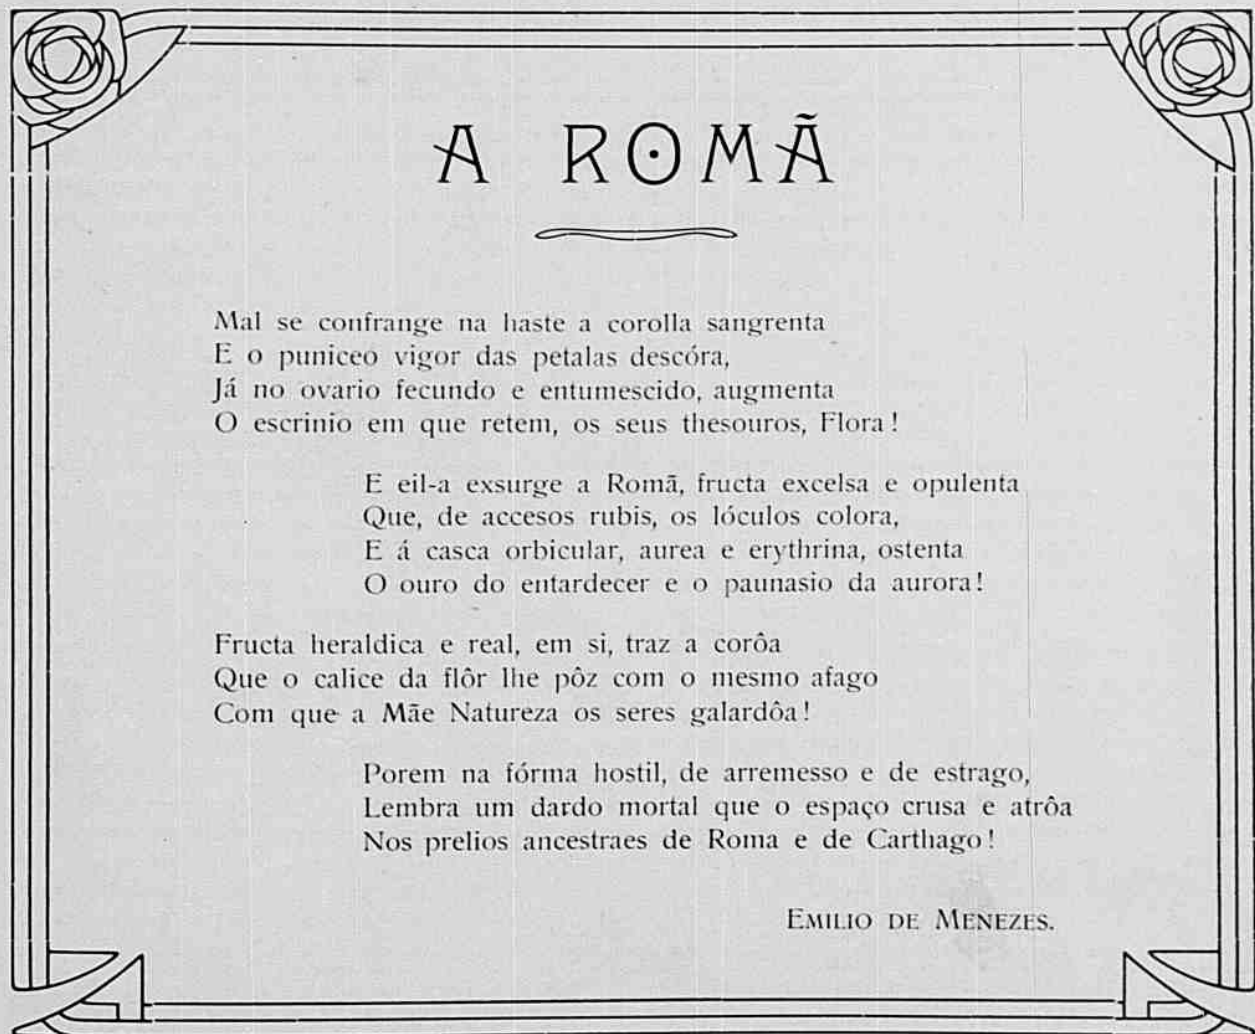 A ROMÃ
Mal se confrange na haste a corolla sangrenta
E o puniceo vigor das petalas descóra,
Já no ovario fecundo e entumescido, augmenta
O escrinio em que retem, os seus thesouros, Flora!
E eil-a exsurge a Romã, fructa excelsa e opulenta
Que, de accesos rubis, os lóculos colora,
E á casca orbicular, aurea e erythrina, ostenta
O ouro do entardecer e o paunasio da aurora!
Fructa heraldica e real, em si, traz a corôa
Que o calice da flôr lhe pôz com o mesmo afago
Com que a Mãe Natureza os seres galardôa!
Porem na fórma hostil, de arremesso e de estrago,
Lembra um dardo mortal que o espaço crusa e atrôa
Nos prelios ancestraes de Roma e de Carthago!
EMILIO DE MENEZES.